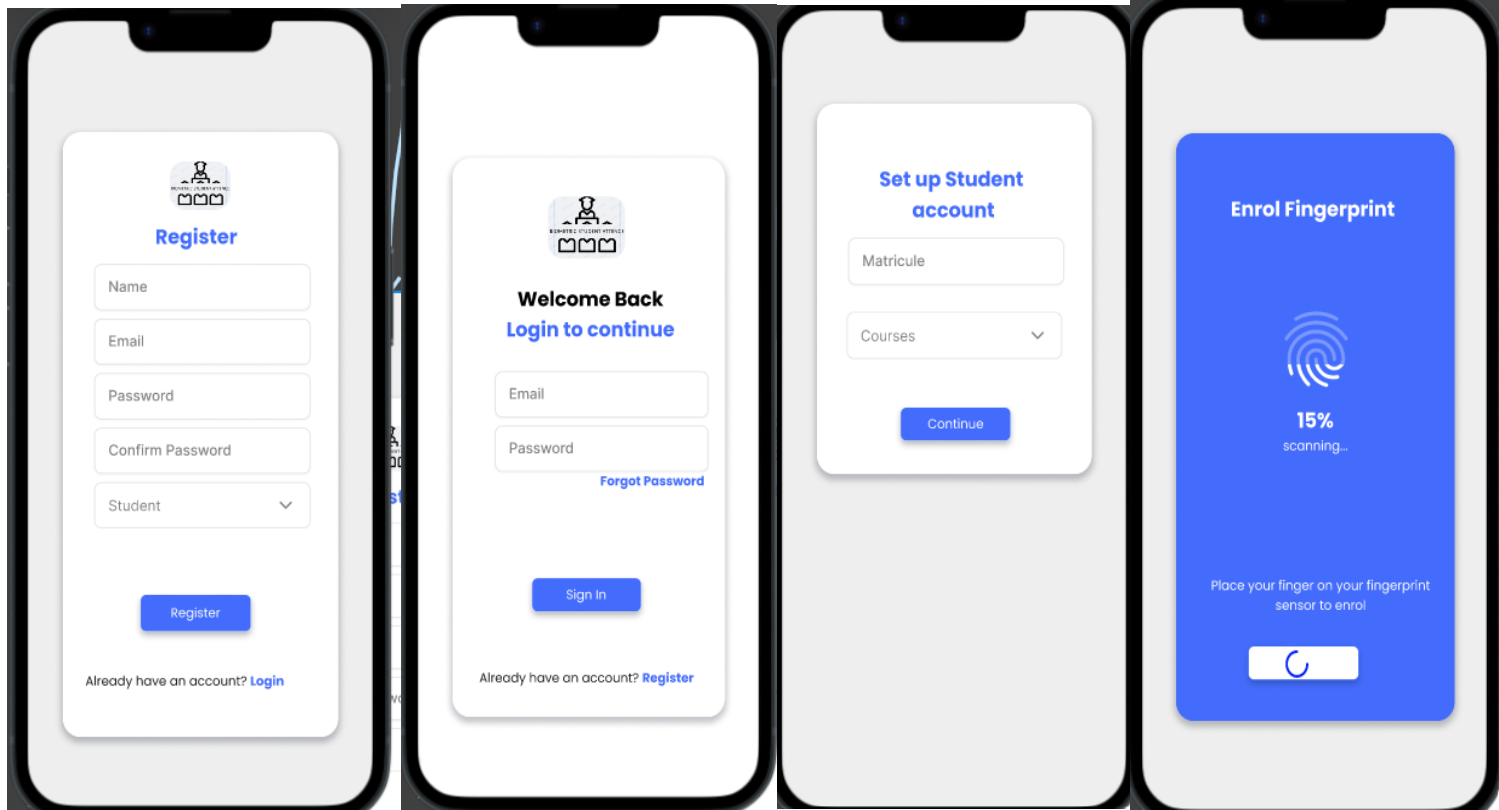 Register
Name
Email
Password
Confirm Password
Student
Register
Already have an account? Login
Welcome Back
Login to continue
Email
Password
Forgot Password
Sign In
Already have an account? Register
Set up Student
account
Matricule
Courses
Continue
Enrol Fingerprint
15%
scanning...
Place your finger on your fingerprint
sensor to enrol